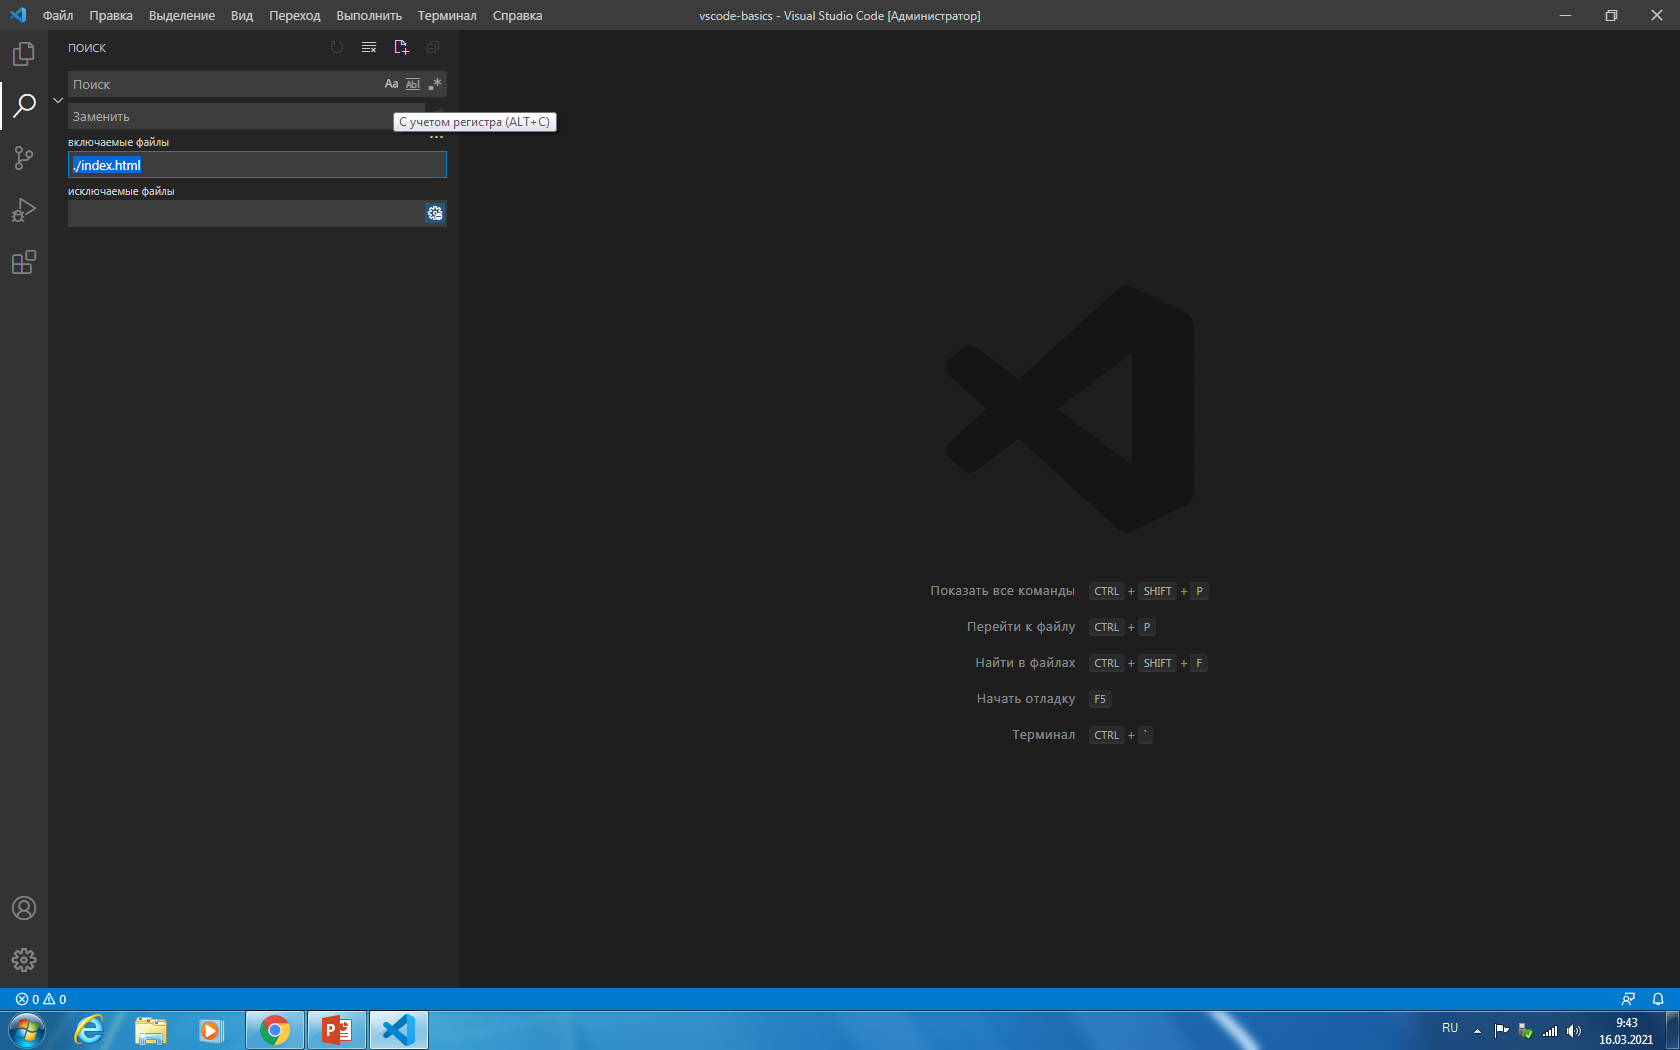 Файл Правка Выделение Вид Переход Выполнить Терминал Справка
vscode-basics - Visual Studio Code [Администратор]
ПОИСК
Поиск
Aa Abl .*
Заменить
С учетом регистра (ALT+C)
включаемые файлы
...
./index.html
исключаемые файлы
Показать все команды CTRL + SHIFT + P
Перейти к файлу CTRL + P
Найти в файлах CTRL + SHIFT + F
Начать отладку F5
Терминал CTRL + `
0 0
RU
9:43
16.03.2021